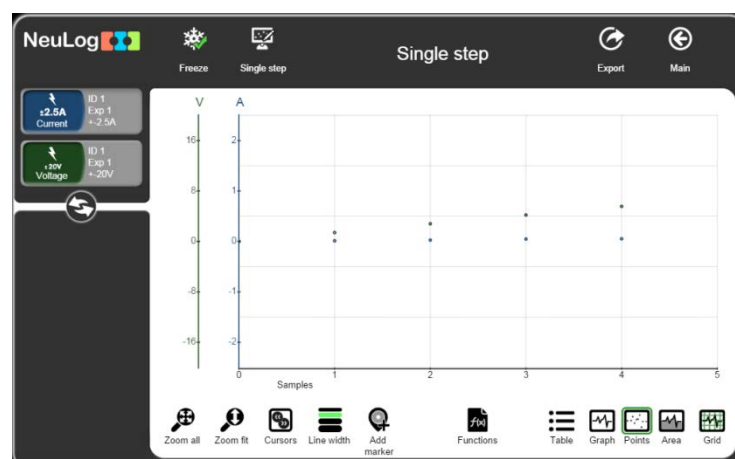 NeuLog
Freeze
Single step
Single step
Export
Main
±2.5A
Current
ID 1
Exp 1
+-2.5A
±20V
Voltage
ID 1
Exp 1
+-20V
V
A
16
2
8
1
0
0
-8
-1
-16
-2
0
1
2
3
4
5
Samples
Zoom all
Zoom fit
Cursors
Line width
Add
marker
f(x)
Functions
Table
Graph
Points
Area
Grid